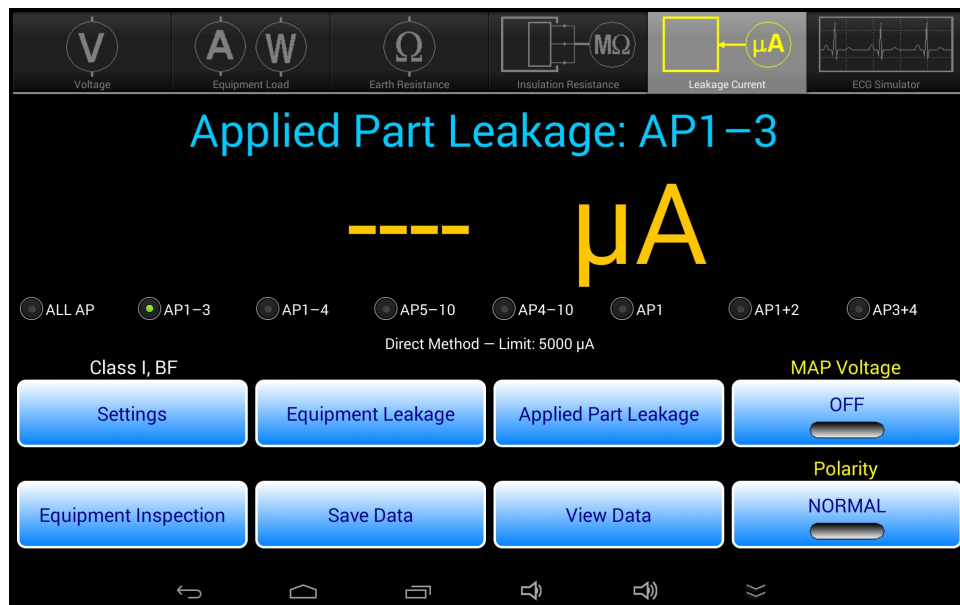 V A W Ω MΩ µA
Voltage Equipment Load Earth Resistance Insulation Resistance Leakage Current ECG Simulator
Applied Part Leakage: AP1–3
---- µA
ALL AP AP1–3 AP1–4 AP5–10 AP4–10 AP1 AP1+2 AP3+4
Direct Method – Limit: 5000 µA
Class I, BF MAP Voltage
Settings Equipment Leakage Applied Part Leakage OFF
Polarity
Equipment Inspection Save Data View Data NORMAL